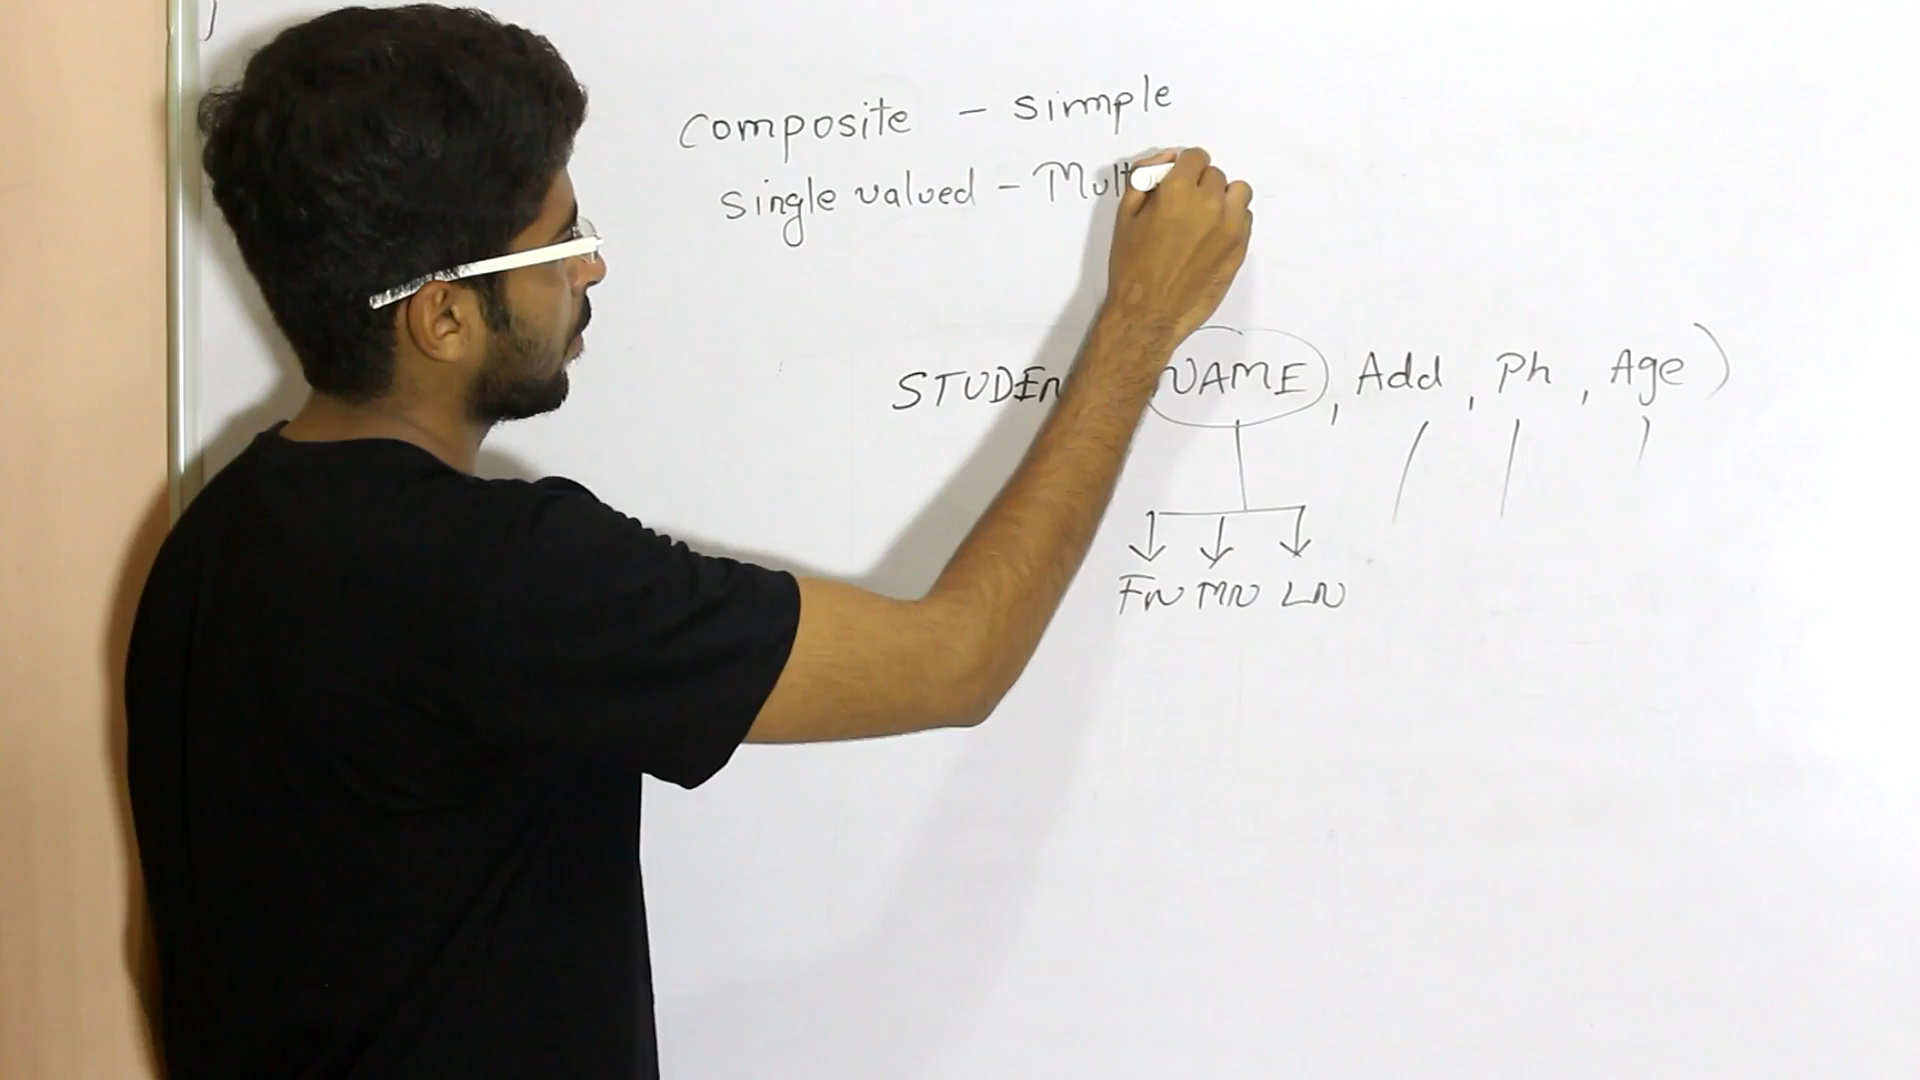 composite - simple
single valued - Mult
STUDEN NAME, Add, Ph, Age)
FN MN LN